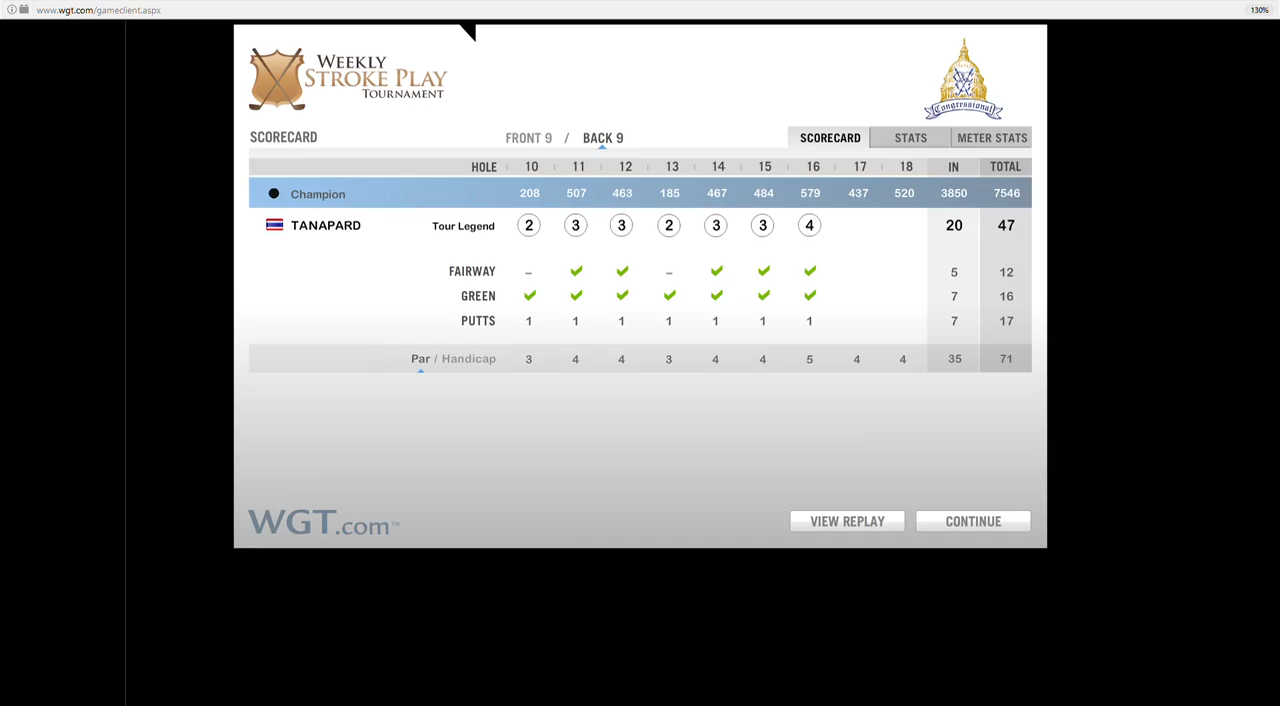 www.wgt.com/gameclient.aspx 130%
WEEKLY
STROKE PLAY
TOURNAMENT
Congressional
SCORECARD FRONT 9 / BACK 9 SCORECARD STATS METER STATS
HOLE 10 11 12 13 14 15 16 17 18 IN TOTAL
Champion 208 507 463 185 467 484 579 437 520 3850 7546
TANAPARD Tour Legend 2 3 3 2 3 3 4 20 47
FAIRWAY – ✓ ✓ – ✓ ✓ ✓ 5 12
GREEN ✓ ✓ ✓ ✓ ✓ ✓ ✓ 7 16
PUTTS 1 1 1 1 1 1 1 7 17
Par / Handicap 3 4 4 3 4 4 5 4 4 35 71
WGT.com™ VIEW REPLAY CONTINUE